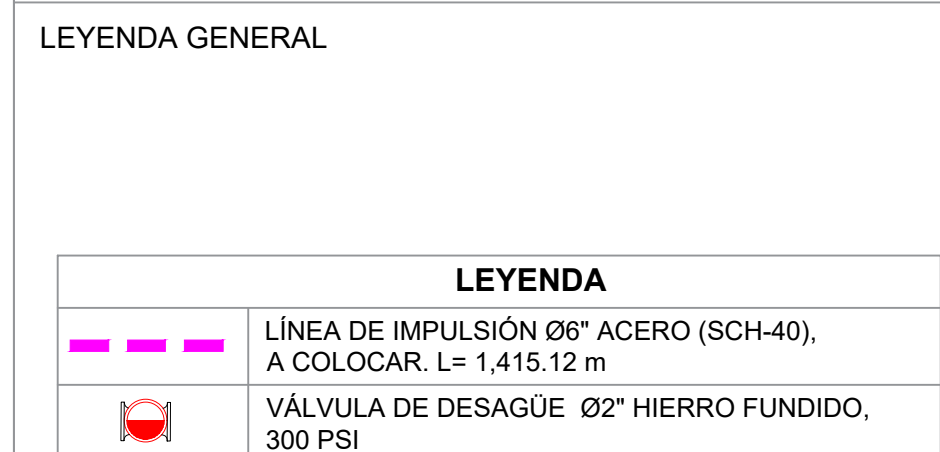 LEYENDA GENERAL
LEYENDA
LÍNEA DE IMPULSIÓN Ø6" ACERO (SCH-40),
A COLOCAR. L= 1,415.12 m
VÁLVULA DE DESAGÜE Ø2" HIERRO FUNDIDO,
300 PSI